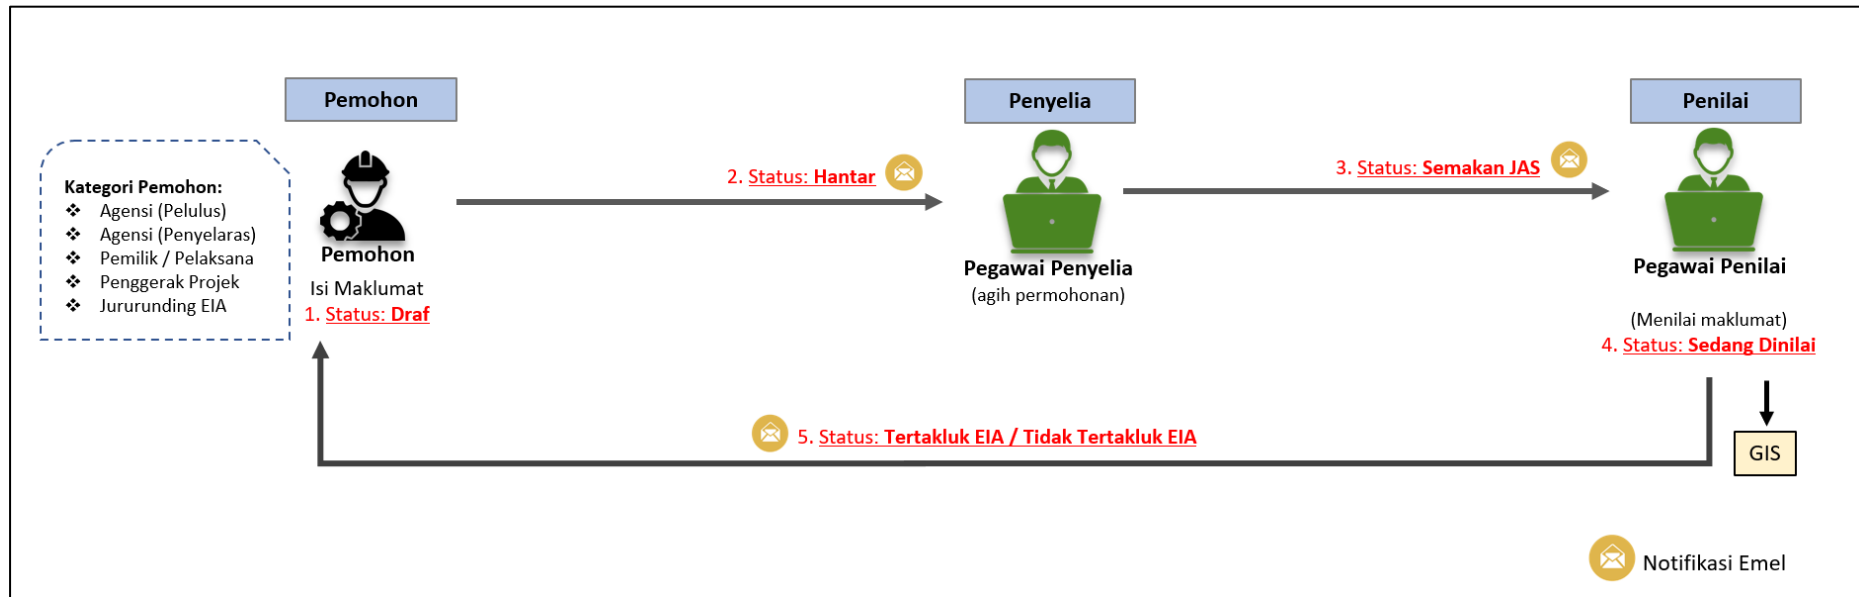 Pemohon
Penyelia
Penilai
Kategori Pemohon:
❖ Agensi (Pelulus)
❖ Agensi (Penyelaras)
❖ Pemilik / Pelaksana
❖ Penggerak Projek
❖ Jururunding EIA
Pemohon
Isi Maklumat
1. Status: Draf
2. Status: Hantar
Pegawai Penyelia
(agih permohonan)
3. Status: Semakan JAS
Pegawai Penilai
(Menilai maklumat)
4. Status: Sedang Dinilai
5. Status: Tertakluk EIA / Tidak Tertakluk EIA
GIS
Notifikasi Emel